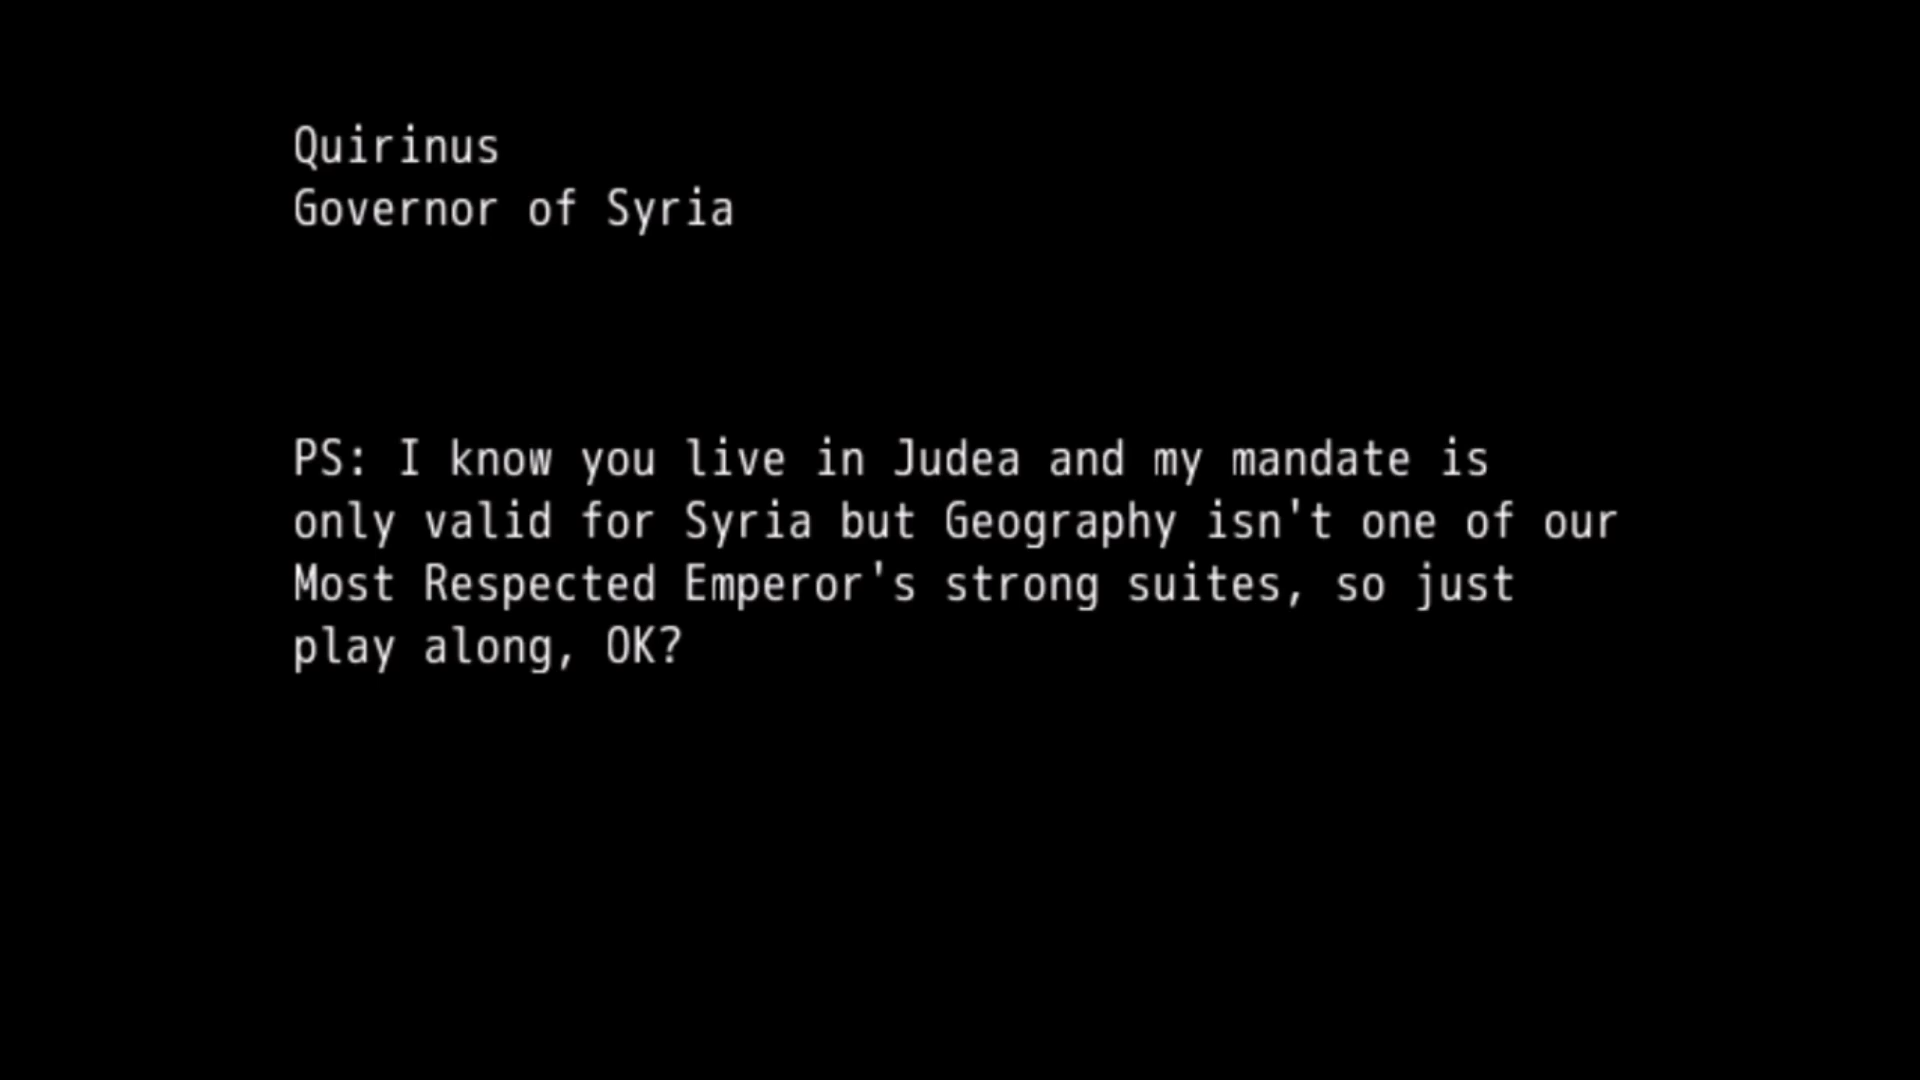 Quirinus
Governor of Syria
PS: I know you live in Judea and my mandate is
only valid for Syria but Geography isn't one of our
Most Respected Emperor's strong suites, so just
play along, OK?